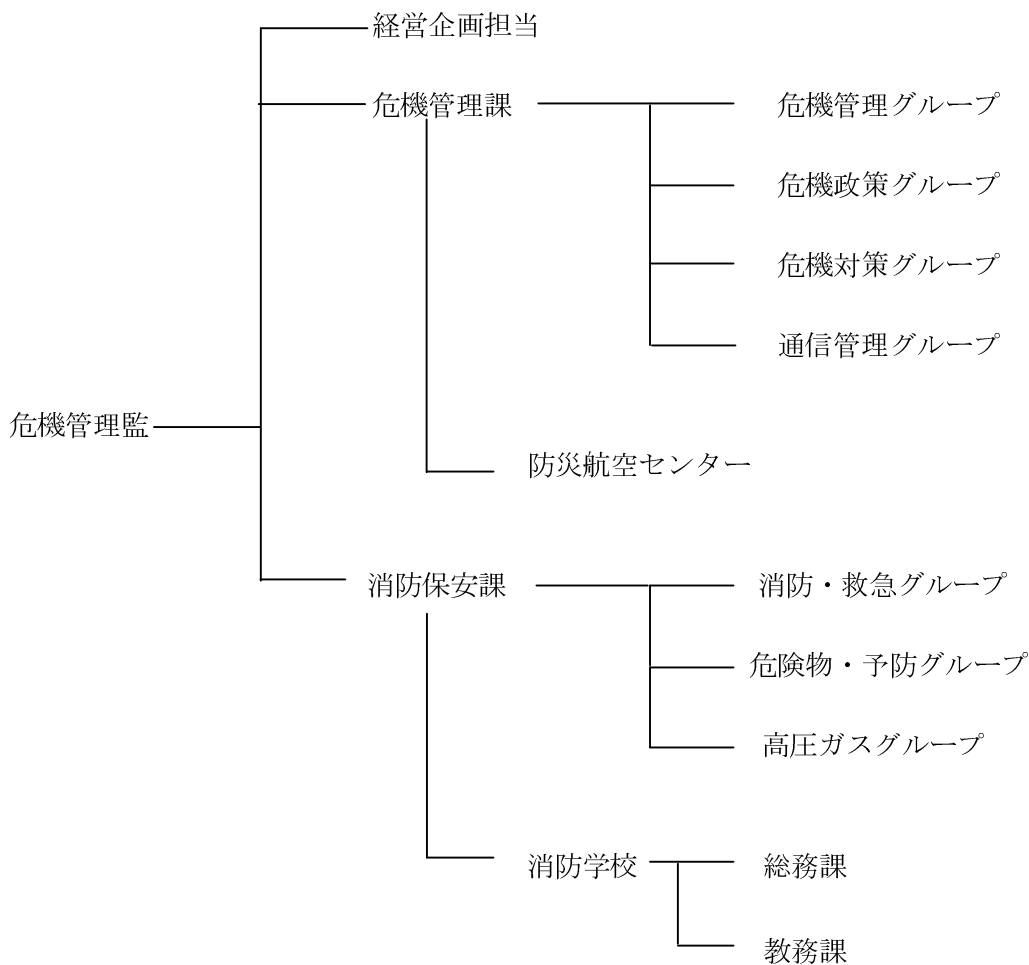 経営企画担当
危機管理課
危機管理グループ
危機政策グループ
危機対策グループ
通信管理グループ
危機管理監
防災航空センター
消防保安課
消防・救急グループ
危険物・予防グループ
高圧ガスグループ
消防学校
総務課
教務課